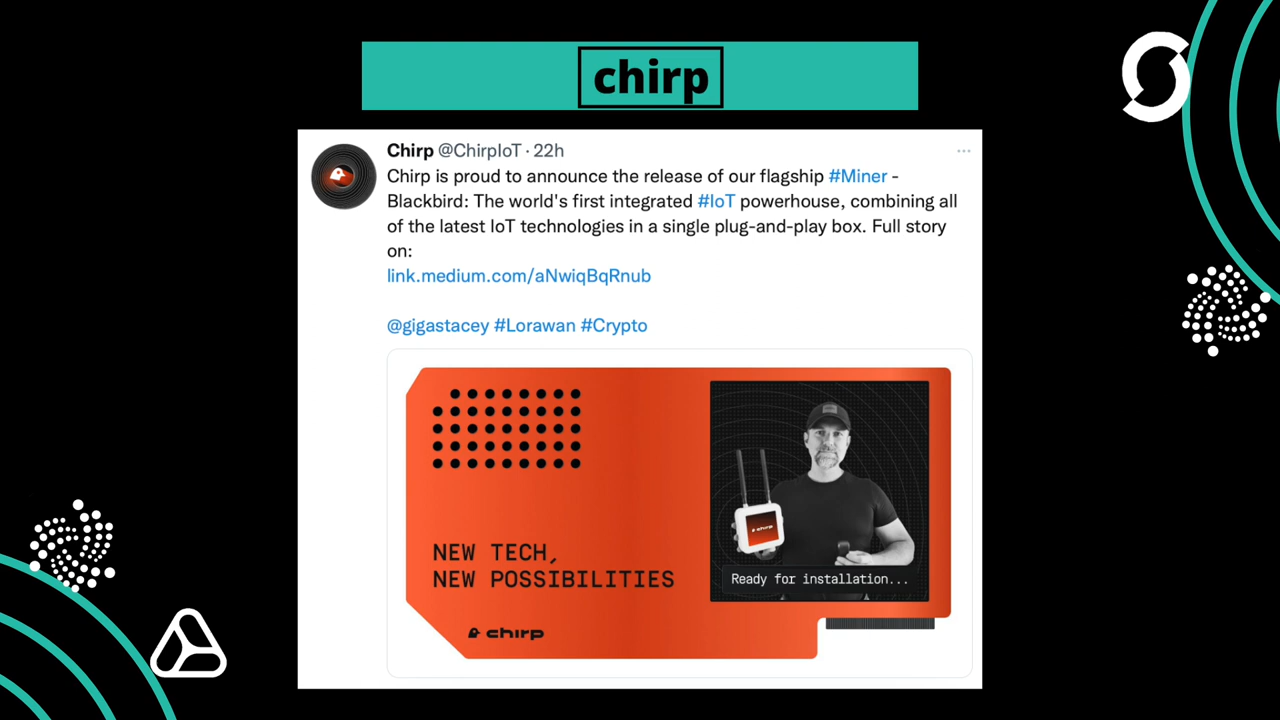 chirp
Chirp @ChirpIoT · 22h
Chirp is proud to announce the release of our flagship #Miner -
Blackbird: The world's first integrated #IoT powerhouse, combining all
of the latest IoT technologies in a single plug-and-play box. Full story
on:
link.medium.com/aNwiqBqRnub
@gigastacey #Lorawan #Crypto
chirp
Ready for installation...
NEW TECH,
NEW POSSIBILITIES
chirp